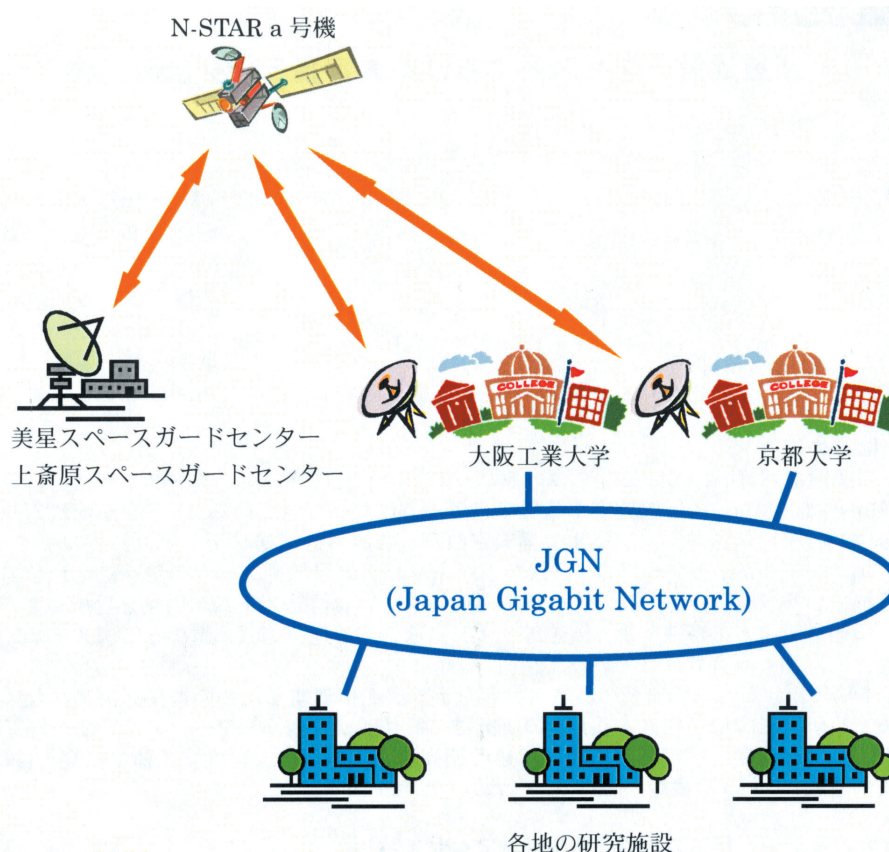 N-STAR a 号機
COLLEGE
COLLEGE
美星スペースガードセンター
上斎原スペースガードセンター
大阪工業大学
京都大学
JGN
(Japan Gigabit Network)
各地の研究施設